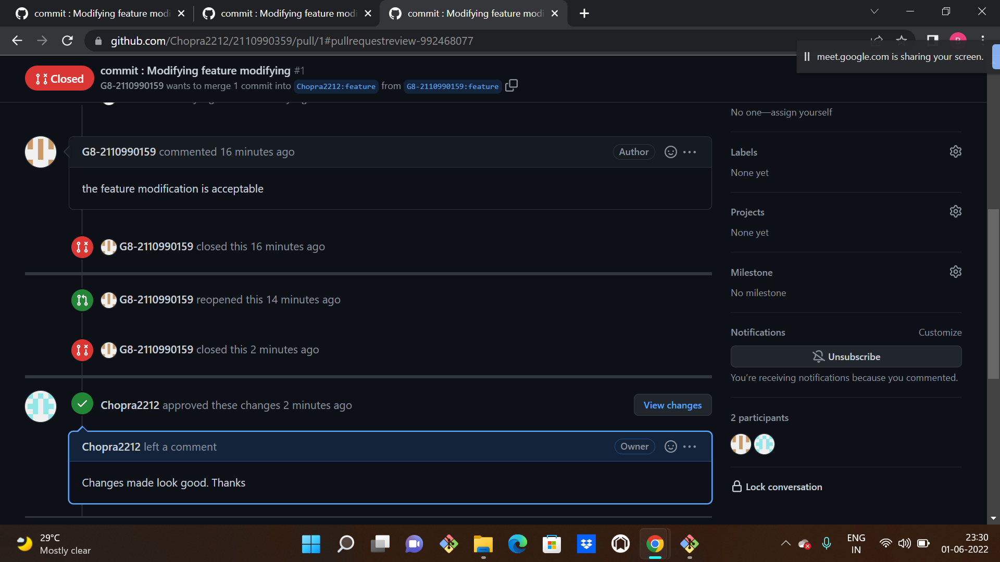 commit : Modifying feature modi
commit : Modifying feature modi
commit : Modifying feature modi
github.com/Chopra2212/2110990359/pull/1#pullrequestreview-992468077
meet.google.com is sharing your screen.
Closed
commit : Modifying feature modifying #1
G8-2110990159 wants to merge 1 commit into Chopra2212:feature from G8-2110990159:feature
No one—assign yourself
G8-2110990159 commented 16 minutes ago
Author
the feature modification is acceptable
G8-2110990159 closed this 16 minutes ago
G8-2110990159 reopened this 14 minutes ago
G8-2110990159 closed this 2 minutes ago
Chopra2212 approved these changes 2 minutes ago
View changes
Chopra2212 left a comment
Owner
Changes made look good. Thanks
Labels
None yet
Projects
None yet
Milestone
No milestone
Notifications
Customize
Unsubscribe
You’re receiving notifications because you commented.
2 participants
Lock conversation
29°C
Mostly clear
ENG
IN
23:30
01-06-2022